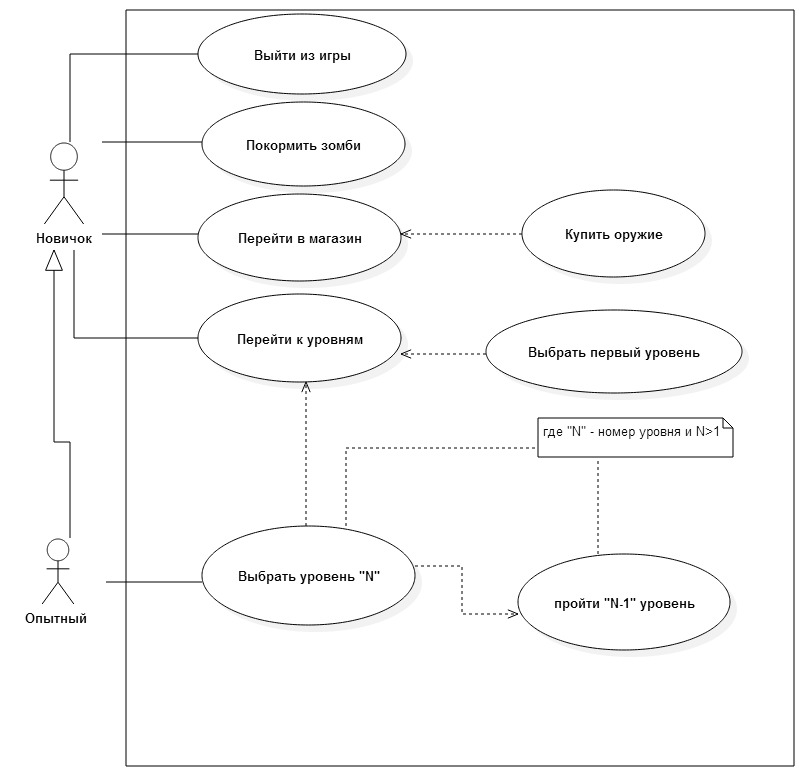 Выйти из игры
Покормить зомби
Новичок
Перейти в магазин
Купить оружие
Перейти к уровням
Выбрать первый уровень
где "N" - номер уровня и N>1
Выбрать уровень "N"
пройти "N-1" уровень
Опытный